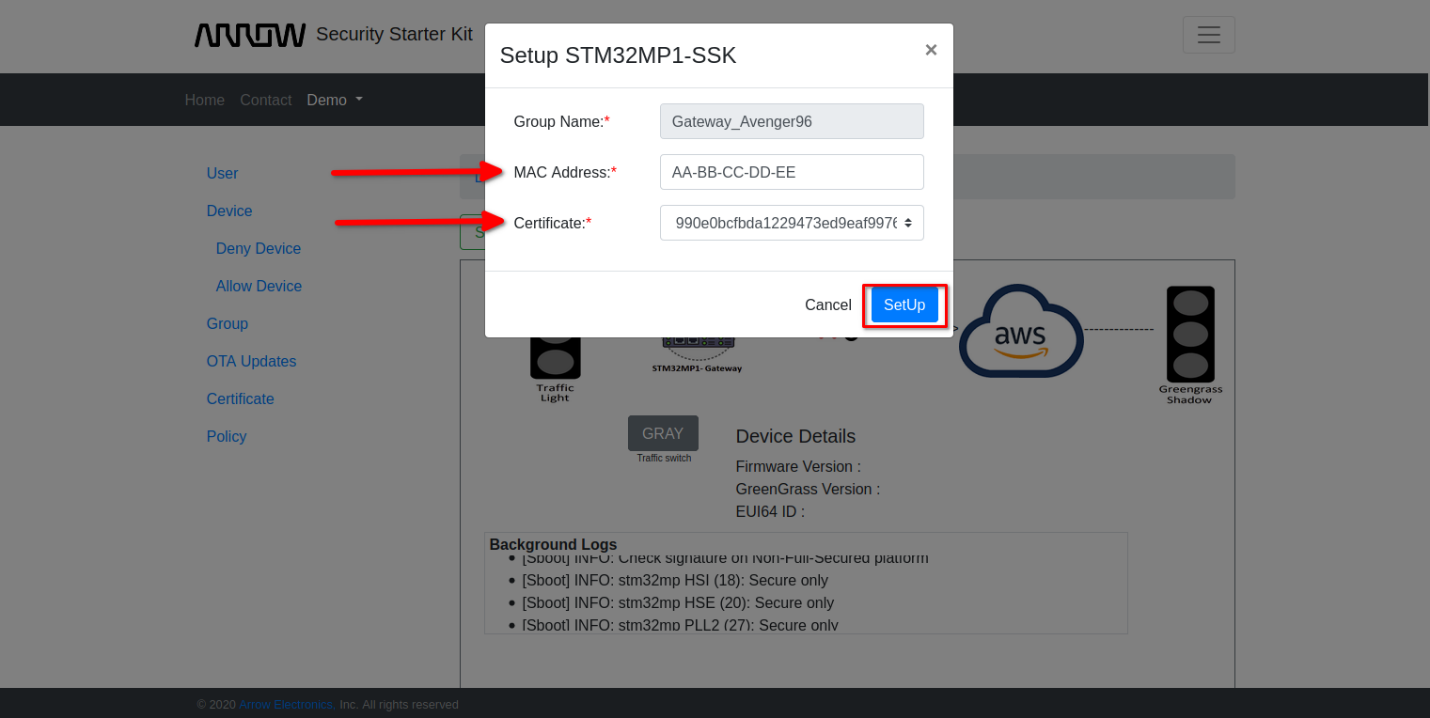 ARROW Security Starter Kit
Setup STM32MP1-SSK
×
Home Contact Demo
Group Name:*
Gateway_Avenger96
MAC Address:*
AA-BB-CC-DD-EE
Certificate:*
990e0bcfbda1229473ed9eaf9976
Cancel
SetUp
User
Device
Deny Device
Allow Device
Group
OTA Updates
Certificate
Policy
Traffic
Light
STM32MP1- Gateway
aws
Greengrass
Shadow
GRAY
Traffic switch
Device Details
Firmware Version :
GreenGrass Version :
EUI64 ID :
Background Logs
[Sboot] INFO: Check signature on Non-Full-Secured platform
[Sboot] INFO: stm32mp HSI (18): Secure only
[Sboot] INFO: stm32mp HSE (20): Secure only
[Sboot] INFO: stm32mp PLL2 (27): Secure only
© 2020 Arrow Electronics. Inc. All rights reserved